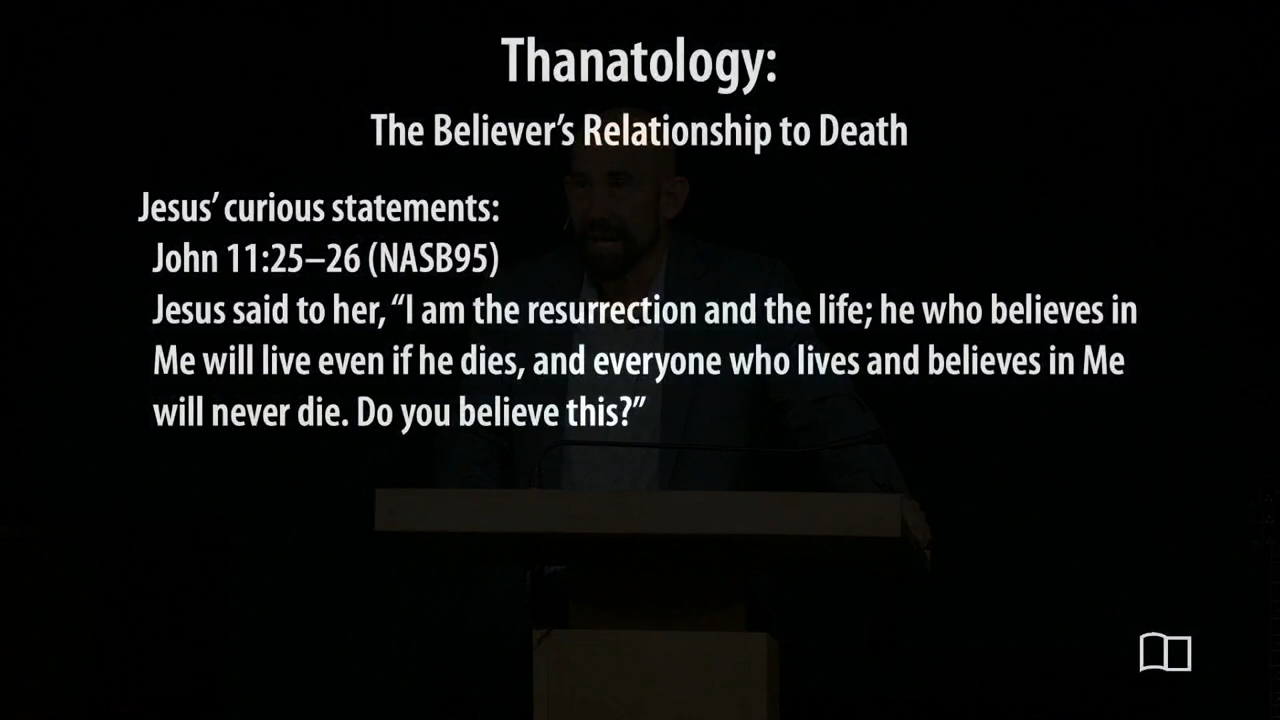 Thanatology:
The Believer’s Relationship to Death
Jesus’ curious statements:
John 11:25–26 (NASB95)
Jesus said to her, “I am the resurrection and the life; he who believes in
Me will live even if he dies, and everyone who lives and believes in Me
will never die. Do you believe this?”